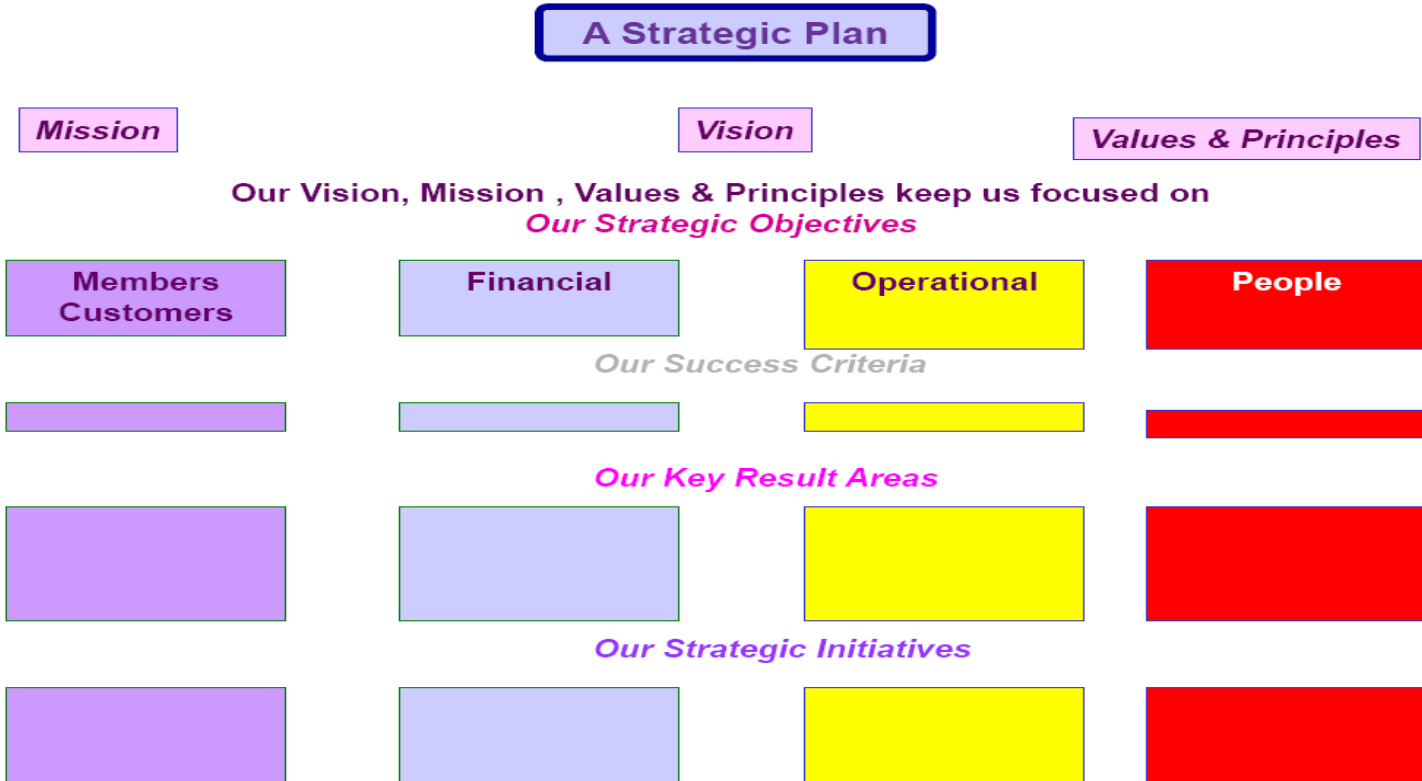 A Strategic Plan
Mission
Vision
Values & Principles
Our Vision, Mission , Values & Principles keep us focused on
Our Strategic Objectives
Members
Customers
Financial
Operational
People
Our Success Criteria
Our Key Result Areas
Our Strategic Initiatives